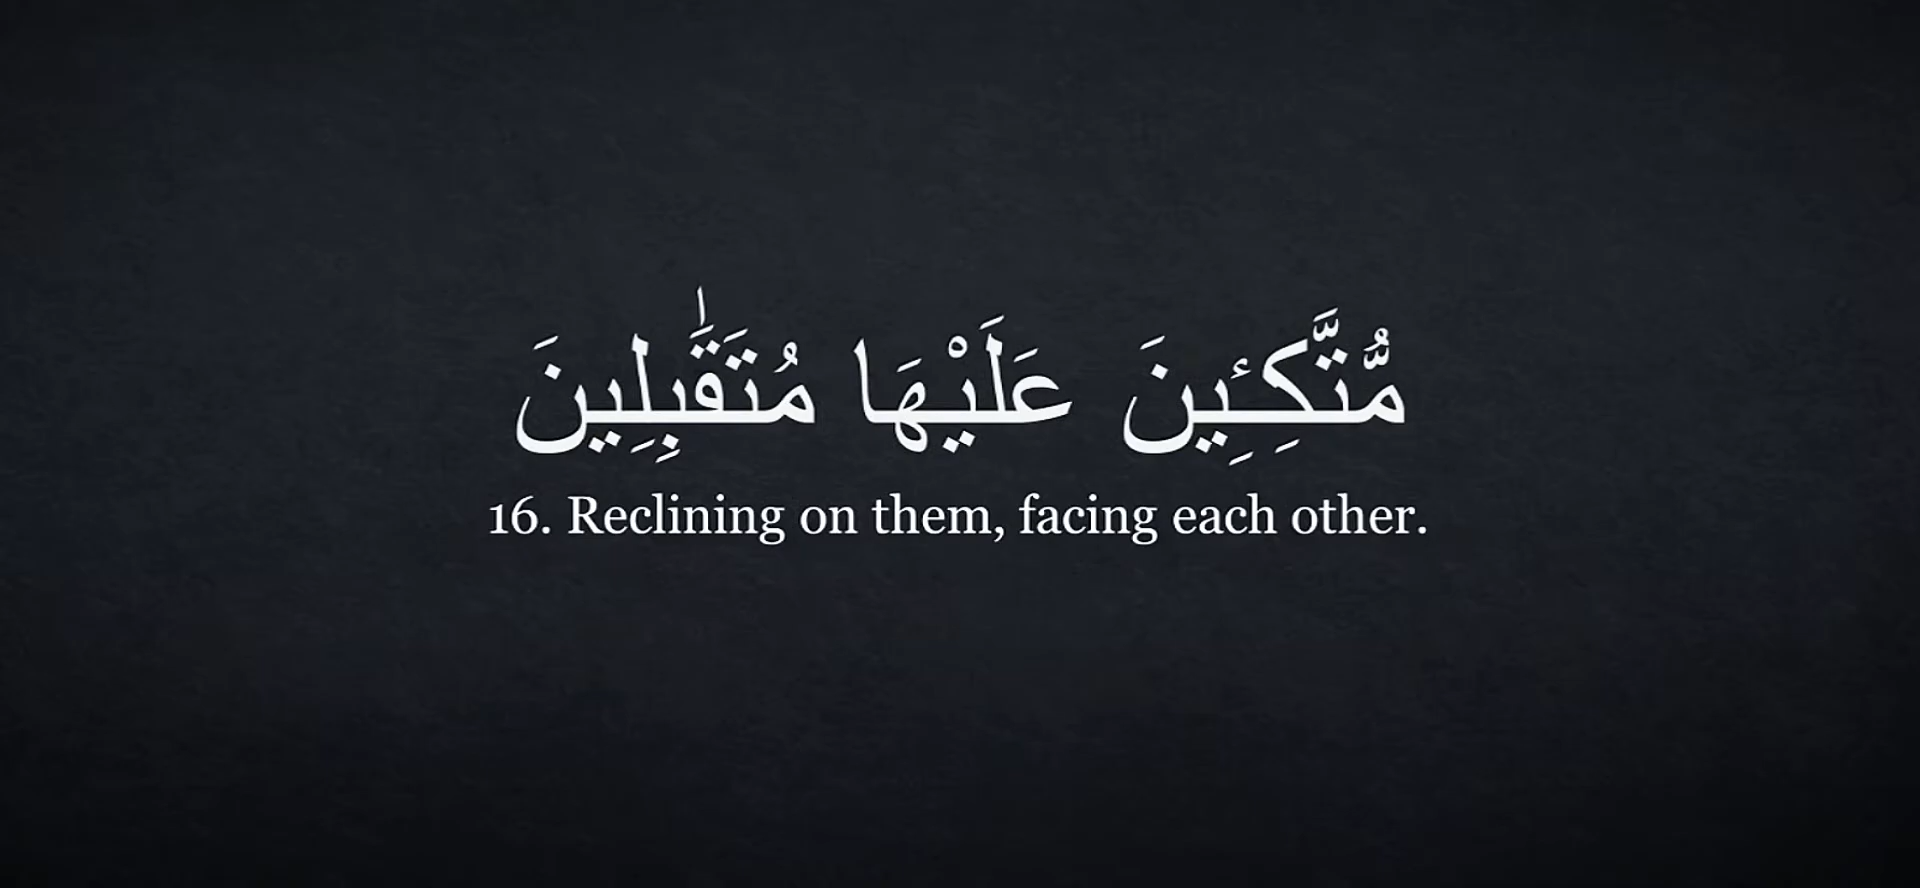 مُّتَّكِـِٔينَ عَلَيْهَا مُتَقَٰبِلِينَ
16. Reclining on them, facing each other.